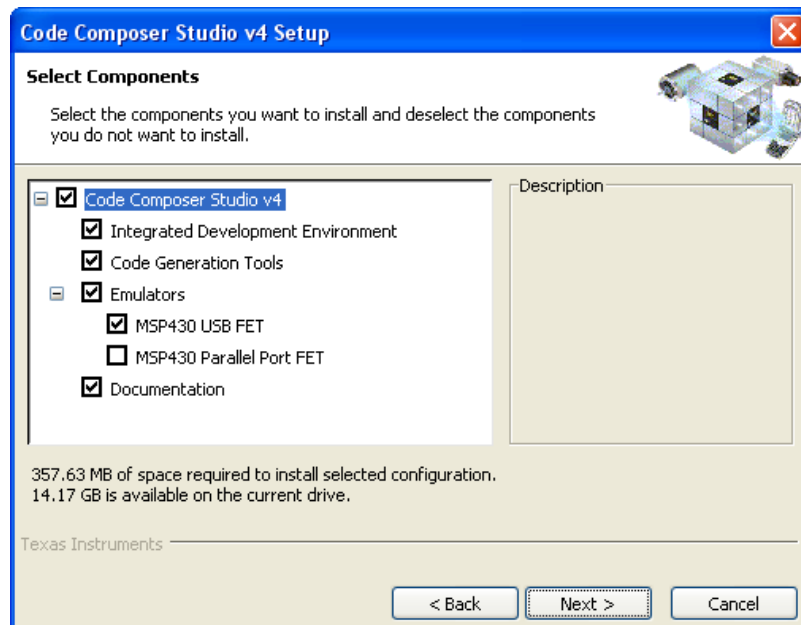 Code Composer Studio v4 Setup
Select Components
Select the components you want to install and deselect the components
you do not want to install.
Code Composer Studio v4
Description
Integrated Development Environment
Code Generation Tools
Emulators
MSP430 USB FET
MSP430 Parallel Port FET
Documentation
357.63 MB of space required to install selected configuration.
14.17 GB is available on the current drive.
Texas Instruments
< Back
Next >
Cancel